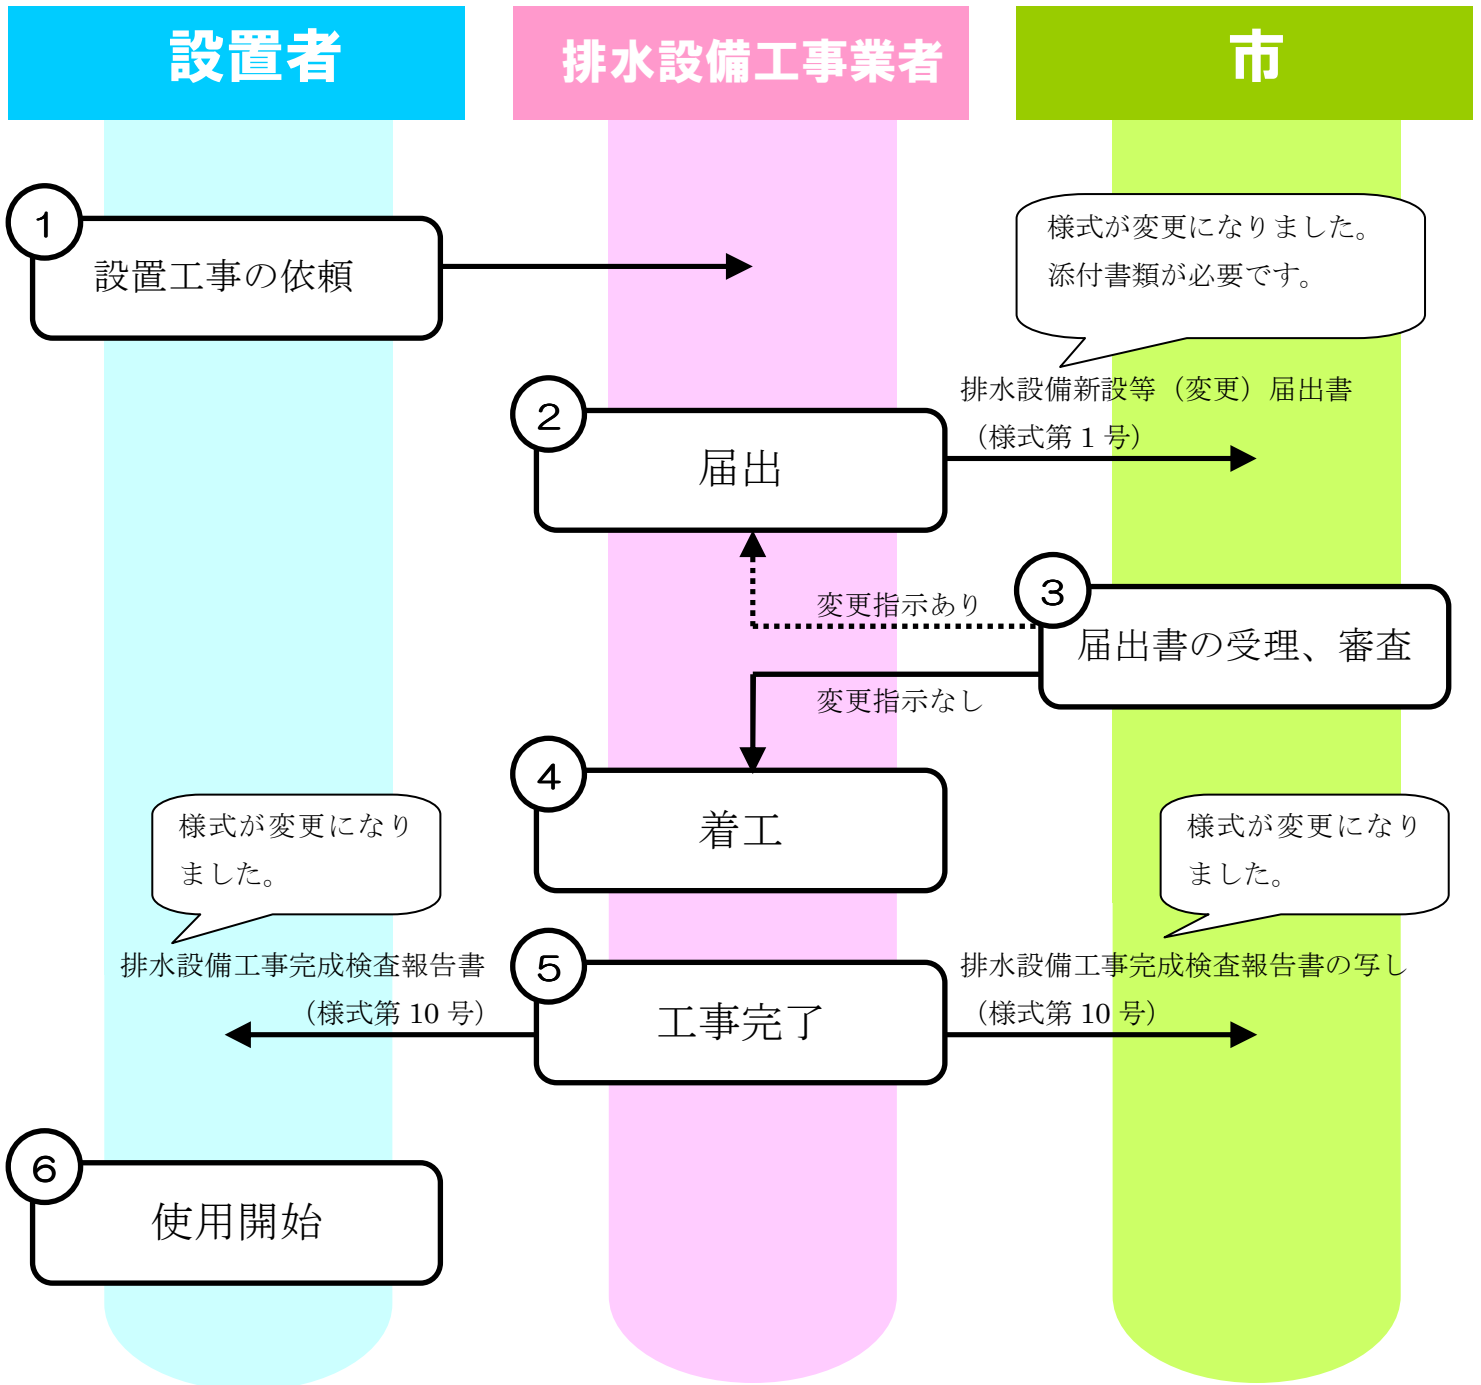 設置者
排水設備工事業者
市
1
設置工事の依頼
様式が変更になりました。
添付書類が必要です。
排水設備新設等（変更）届出書
（様式第 1 号）
2
届出
3
届出書の受理、審査
変更指示あり
変更指示なし
4
着工
様式が変更になり
ました。
様式が変更になり
ました。
排水設備工事完成検査報告書
（様式第 10 号）
5
工事完了
排水設備工事完成検査報告書の写し
（様式第 10 号）
6
使用開始